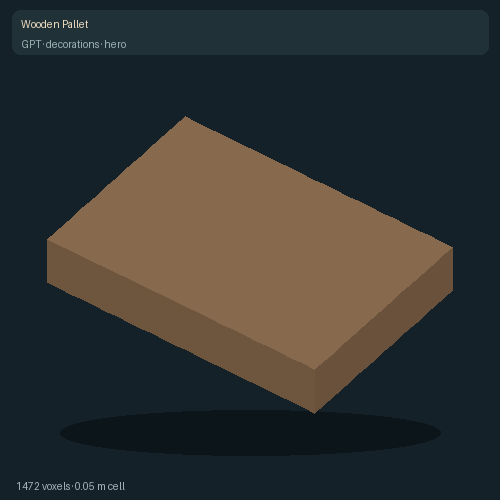 Wooden Pallet
GPT · decorations · hero
1472 voxels · 0.05 m cell